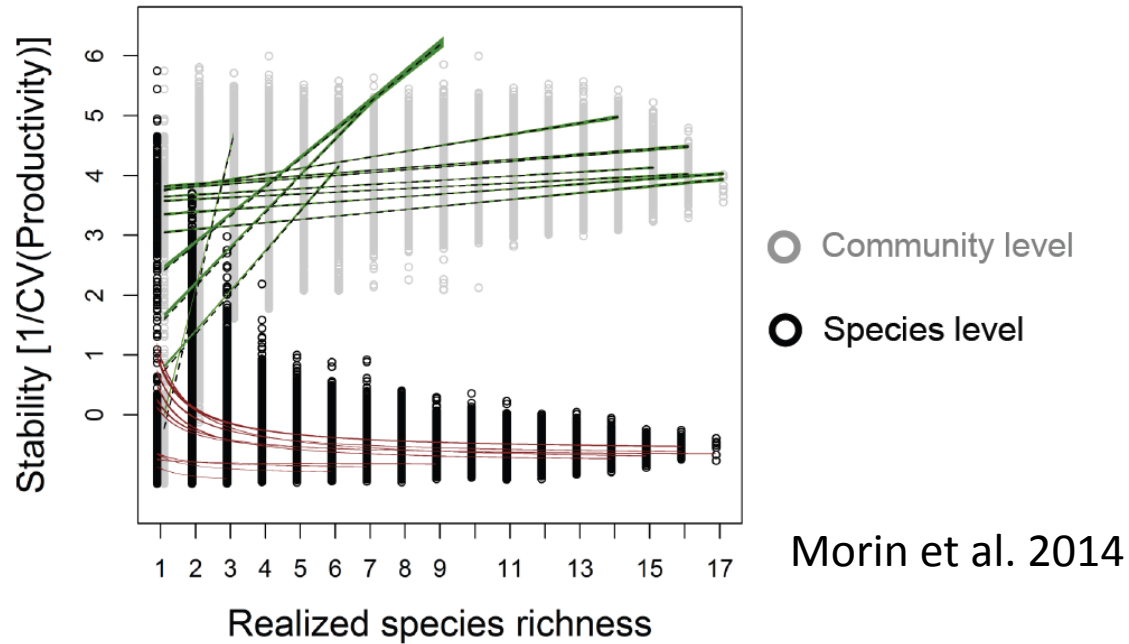 Stability [1/CV(Productivity)]
6
5
4
3
2
1
0
1 2 3 4 5 6 7 8 9 11 13 15 17
Realized species richness
Community level
Species level
Morin et al. 2014